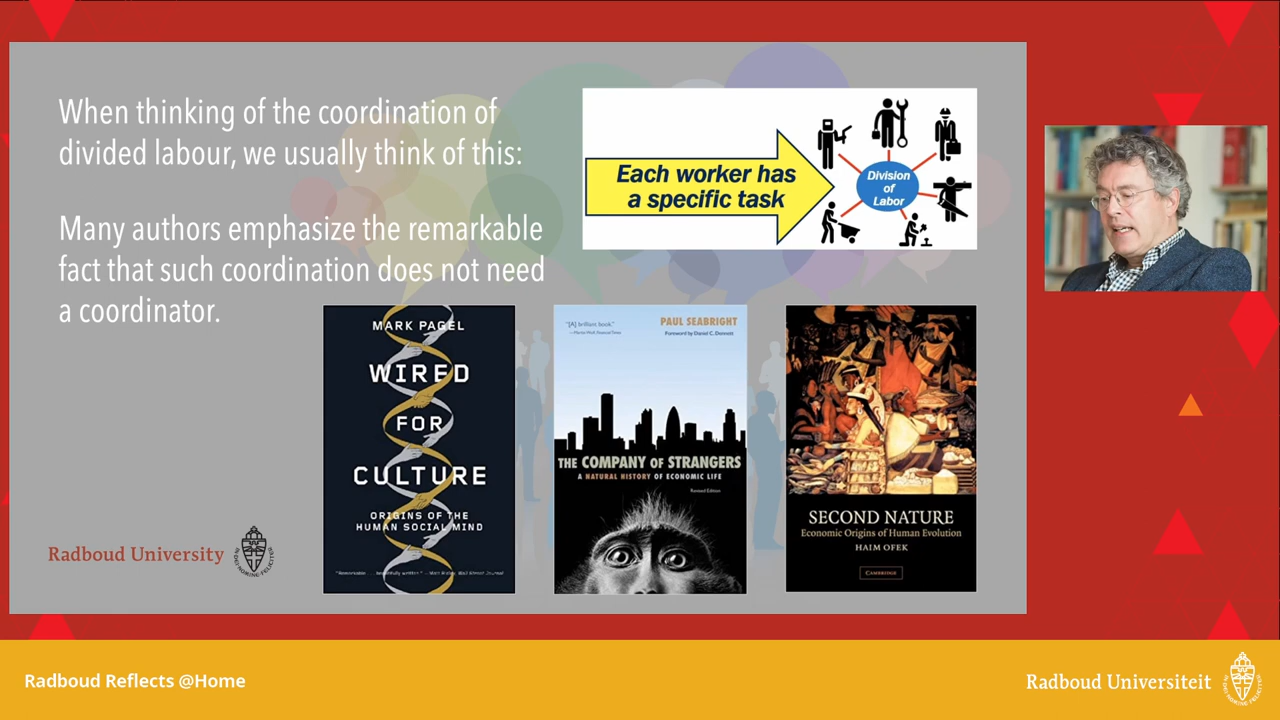 When thinking of the coordination of
divided labour, we usually think of this:
Many authors emphasize the remarkable
fact that such coordination does not need
a coordinator.
Each worker has
a specific task
Division
of
Labor
MARK PAGEL
WIRED
FOR
CULTURE
ORIGINS OF THE
HUMAN SOCIAL MIND
"[A] brilliant book."
PAUL SEABRIGHT
Foreword by Daniel C. Dennett
THE COMPANY OF STRANGERS
A NATURAL HISTORY OF ECONOMIC LIFE
Revised Edition
SECOND NATURE
Economic Origins of Human Evolution
HAIM OFEK
CAMBRIDGE
Radboud University
Radboud Reflects @Home
Radboud Universiteit